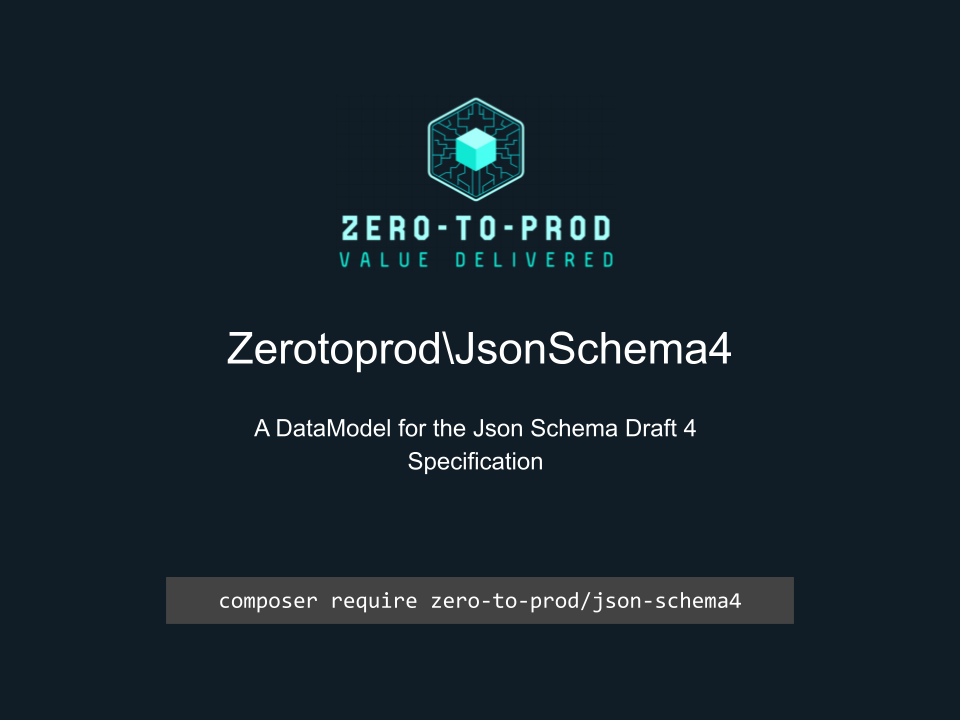 ZERO-TO-PROD
VALUE DELIVERED
Zerotoprod\JsonSchema4
A DataModel for the Json Schema Draft 4
Specification
composer require zero-to-prod/json-schema4